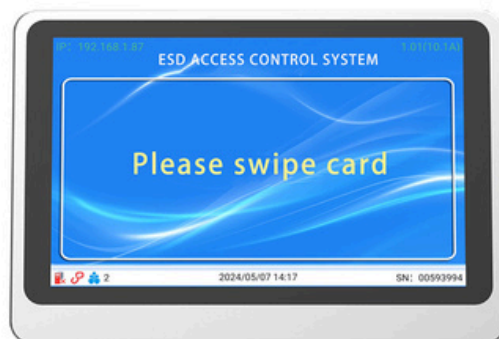 IP: 192.168.1.87
1.01(10.1A)
ESD ACCESS CONTROL SYSTEM
Please swipe card
2
2024/05/07 14:17
SN: 00593994